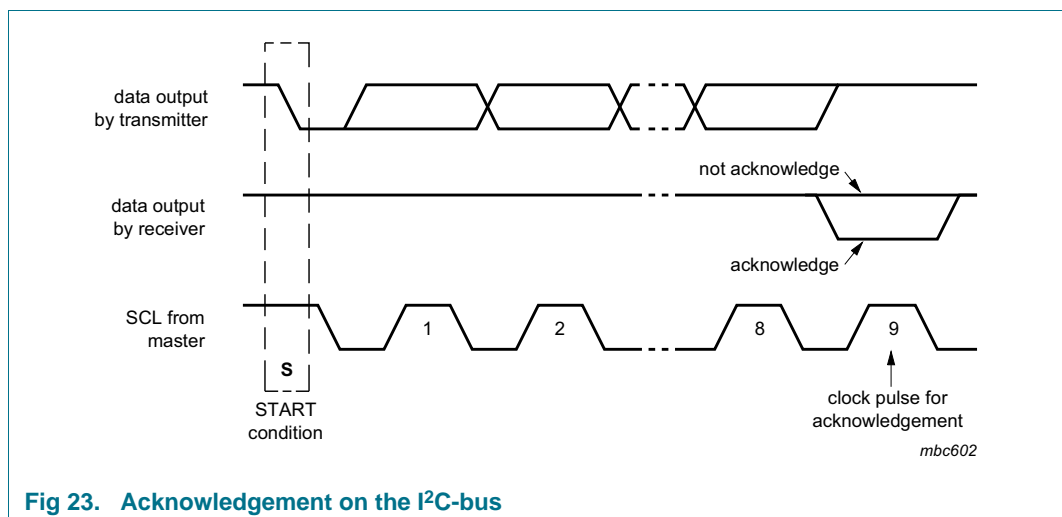 data output
by transmitter
not acknowledge
data output
by receiver
acknowledge
SCL from
master
1
2
8
9
S
START
condition
clock pulse for
acknowledgement
mbc602
Fig 23. Acknowledgement on the I²C-bus